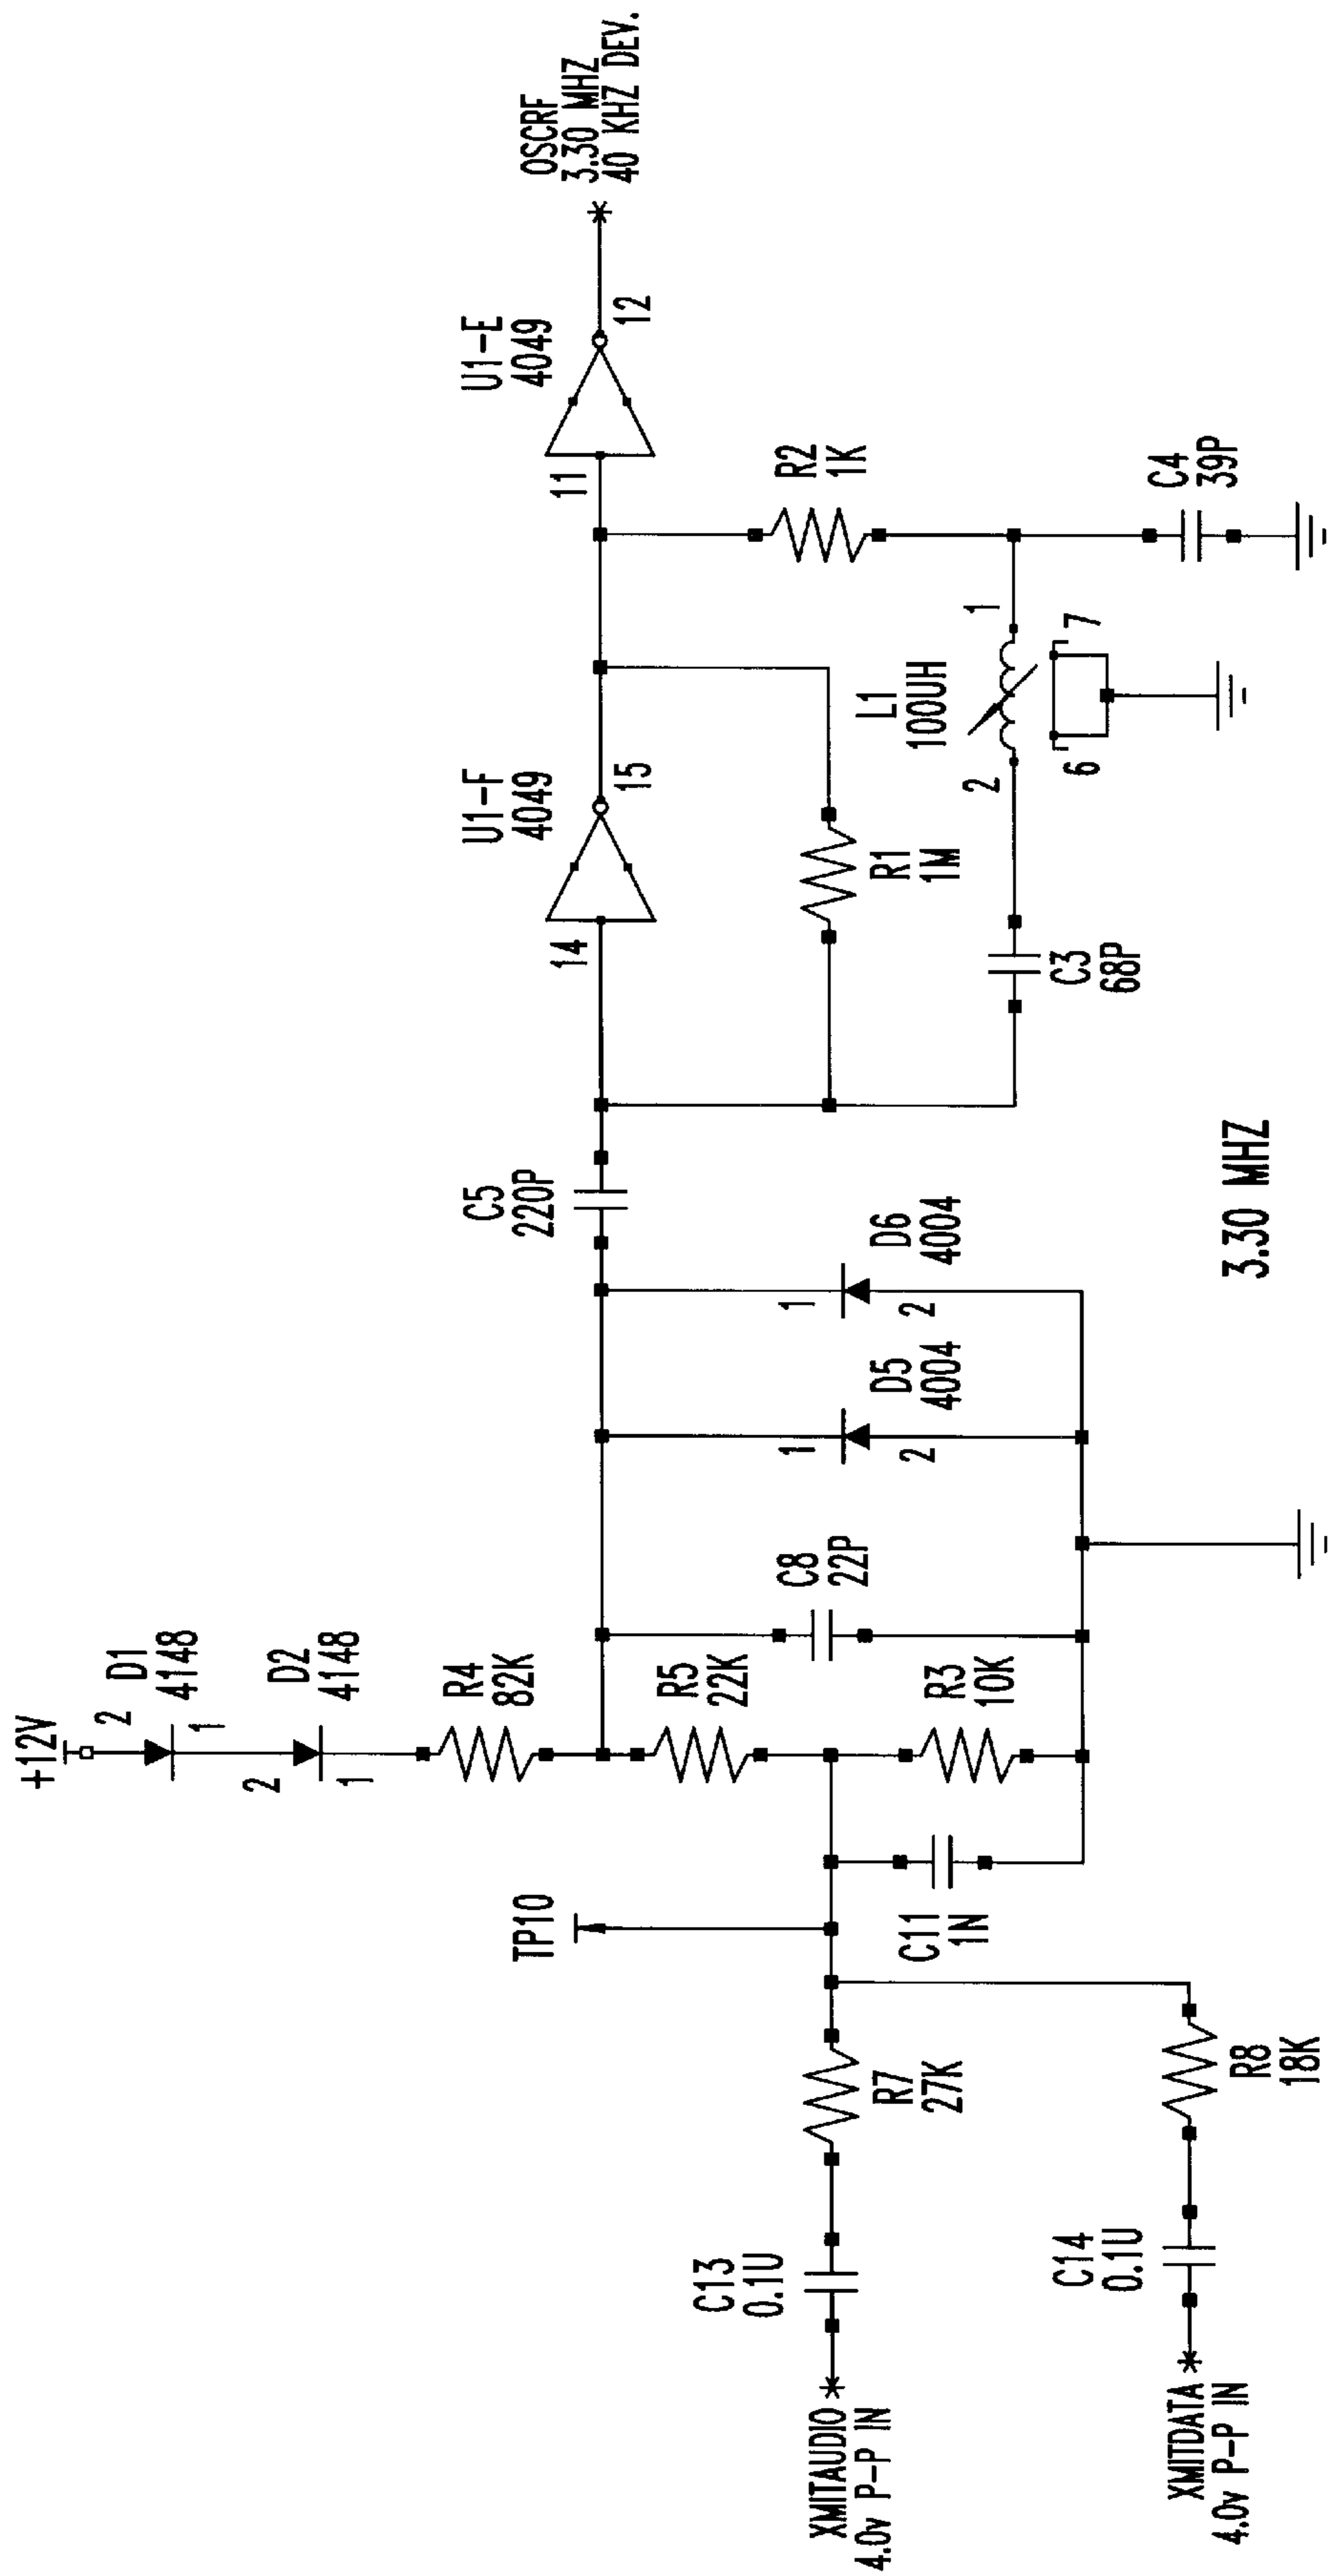 +12V
2
D1
4148
1
2
D2
4148
1
R4
82K
TP10
R5
22K
C8
22P
R3
10K
C11
1N
XMITAUDIO
4.0v P-P IN
C13
0.1U
R7
27K
XMITDATA
4.0v P-P IN
C14
0.1U
R8
18K
1
D5
4004
2
1
D6
4004
2
C5
220P
14
U1-F
4049
15
R1
1M
C3
68P
2
L1
100UH
1
6
7
11
U1-E
4049
12
R2
1K
C4
39P
OSCRF
3.30 MHZ
40 KHZ DEV.
3.30 MHZ